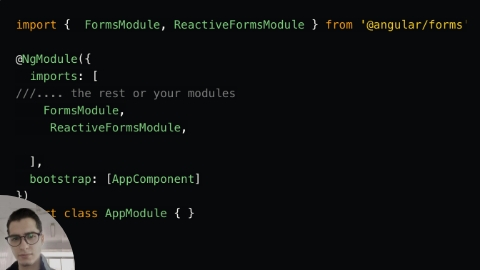 import {  FormsModule, ReactiveFormsModule } from '@angular/forms'
@NgModule({
imports: [
///.... the rest or your modules
FormsModule,
ReactiveFormsModule,
],
bootstrap: [AppComponent]
})
class AppModule { }